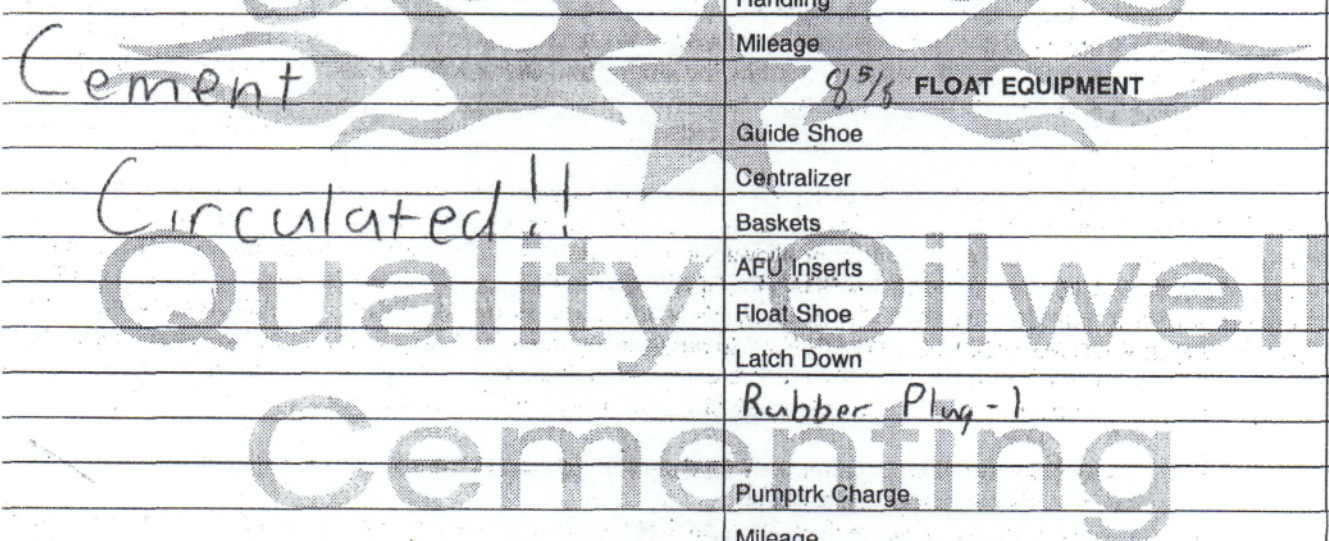 Handling
Mileage
Cement
8 5/8 FLOAT EQUIPMENT
Guide Shoe
Circulated!!
Centralizer
Baskets
Quality Oilwell
AFU Inserts
Float Shoe
Latch Down
Rubber Plug - 1
Cementing
Pumptrk Charge
Mileage